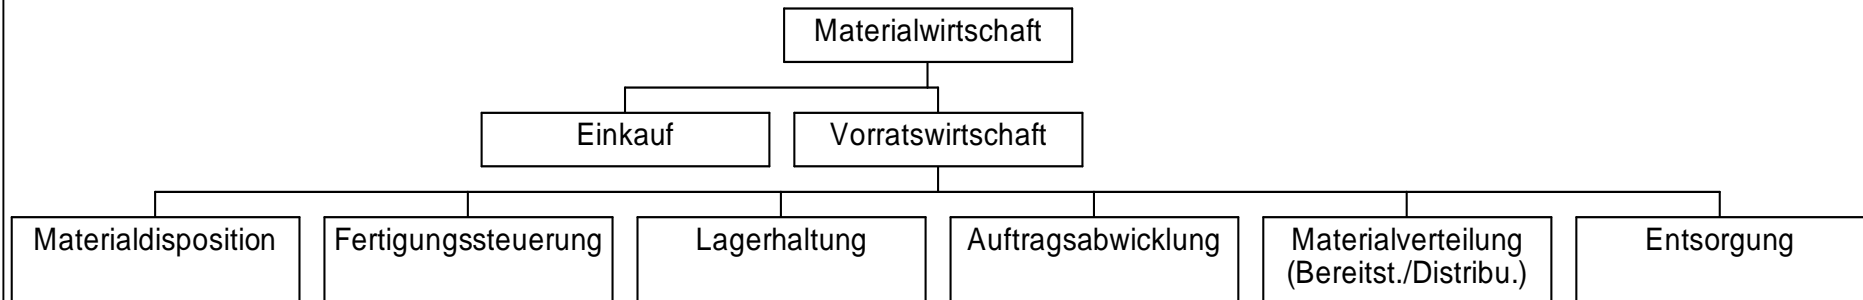 Materialwirtschaft
Einkauf
Vorratswirtschaft
Materialdisposition
Fertigungssteuerung
Lagerhaltung
Auftragsabwicklung
Materialverteilung
(Bereitst./Distribu.)
Entsorgung